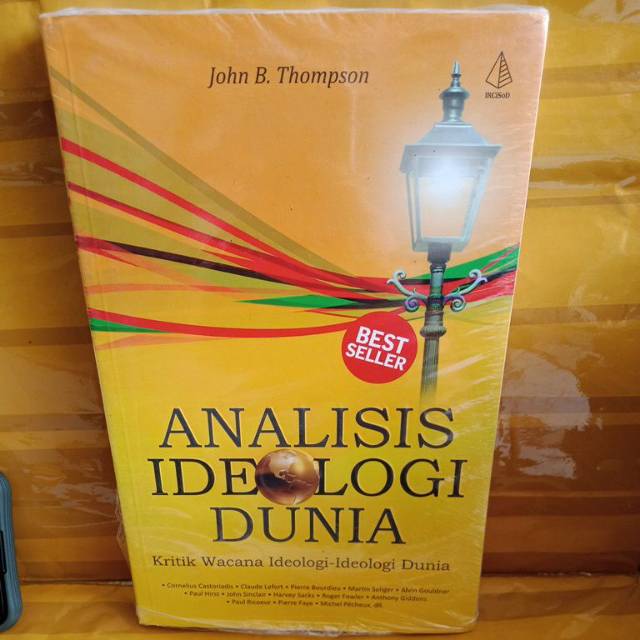 John B. Thompson
IRCiSoD
BEST
SELLER
ANALISIS
IDEOLOGI
DUNIA
Kritik Wacana Ideologi-Ideologi Dunia
• Cornelius Castoriadis • Claude Lefort • Pierre Bourdieu • Martin Seliger • Alvin Gouldner
• Paul Hirst • John Sinclair • Harvey Sacks • Roger Fowler • Anthony Giddens
• Paul Ricoeur • Pierre Faye • Michel Pêcheux, dll.